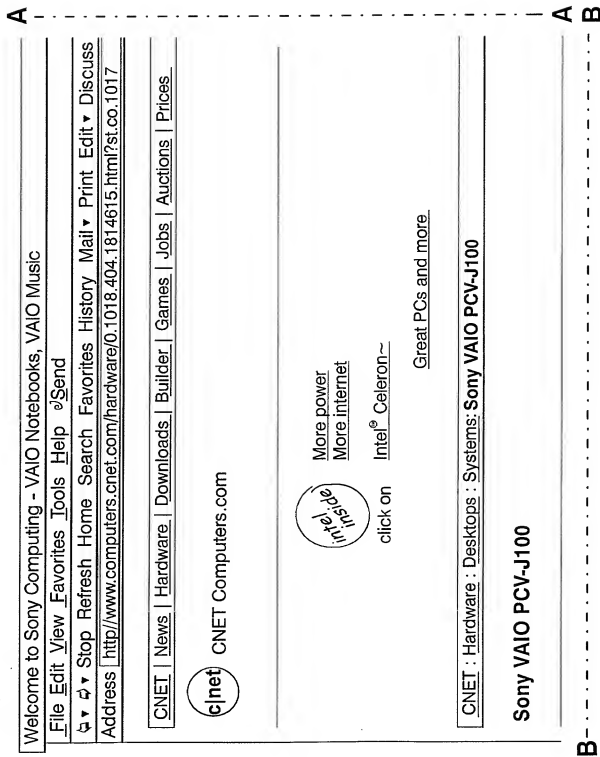 Welcome to Sony Computing - VAIO Notebooks, VAIO Music
File Edit View Favorites Tools Help Send
Stop Refresh Home Search Favorites History Mail Print Edit Discuss
Address http//www.computers.cnet.com/hardware/0.1018.404.1814615.html?st.co.1017
CNET | News | Hardware | Downloads | Builder | Games | Jobs | Auctions | Prices
c|net CNET Computers.com
intel inside
More power
More internet
click on Intel® Celeron~
Great PCs and more
CNET : Hardware : Desktops : Systems: Sony VAIO PCV-J100
Sony VAIO PCV-J100
A A
B B